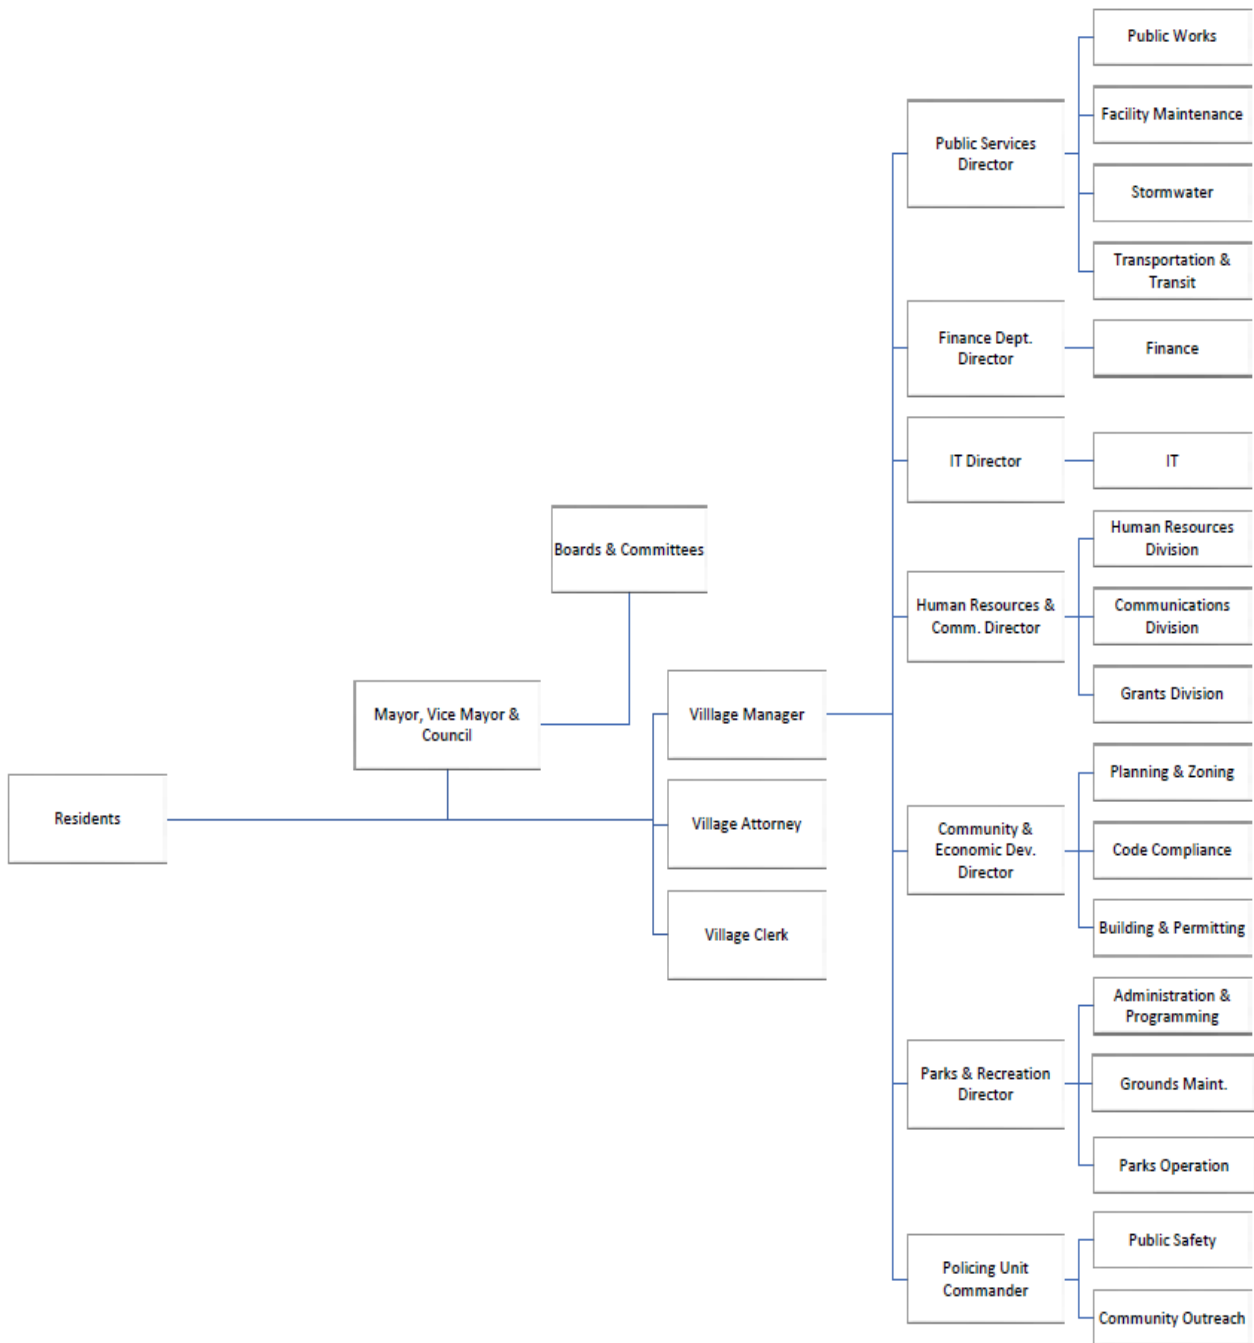 Residents
Mayor, Vice Mayor &
Council
Boards & Committees
Villlage Manager
Village Attorney
Village Clerk
Public Services
Director
Public Works
Facility Maintenance
Stormwater
Transportation &
Transit
Finance Dept.
Director
Finance
IT Director
IT
Human Resources &
Comm. Director
Human Resources
Division
Communications
Division
Grants Division
Community &
Economic Dev.
Director
Planning & Zoning
Code Compliance
Building & Permitting
Parks & Recreation
Director
Administration &
Programming
Grounds Maint.
Parks Operation
Policing Unit
Commander
Public Safety
Community Outreach